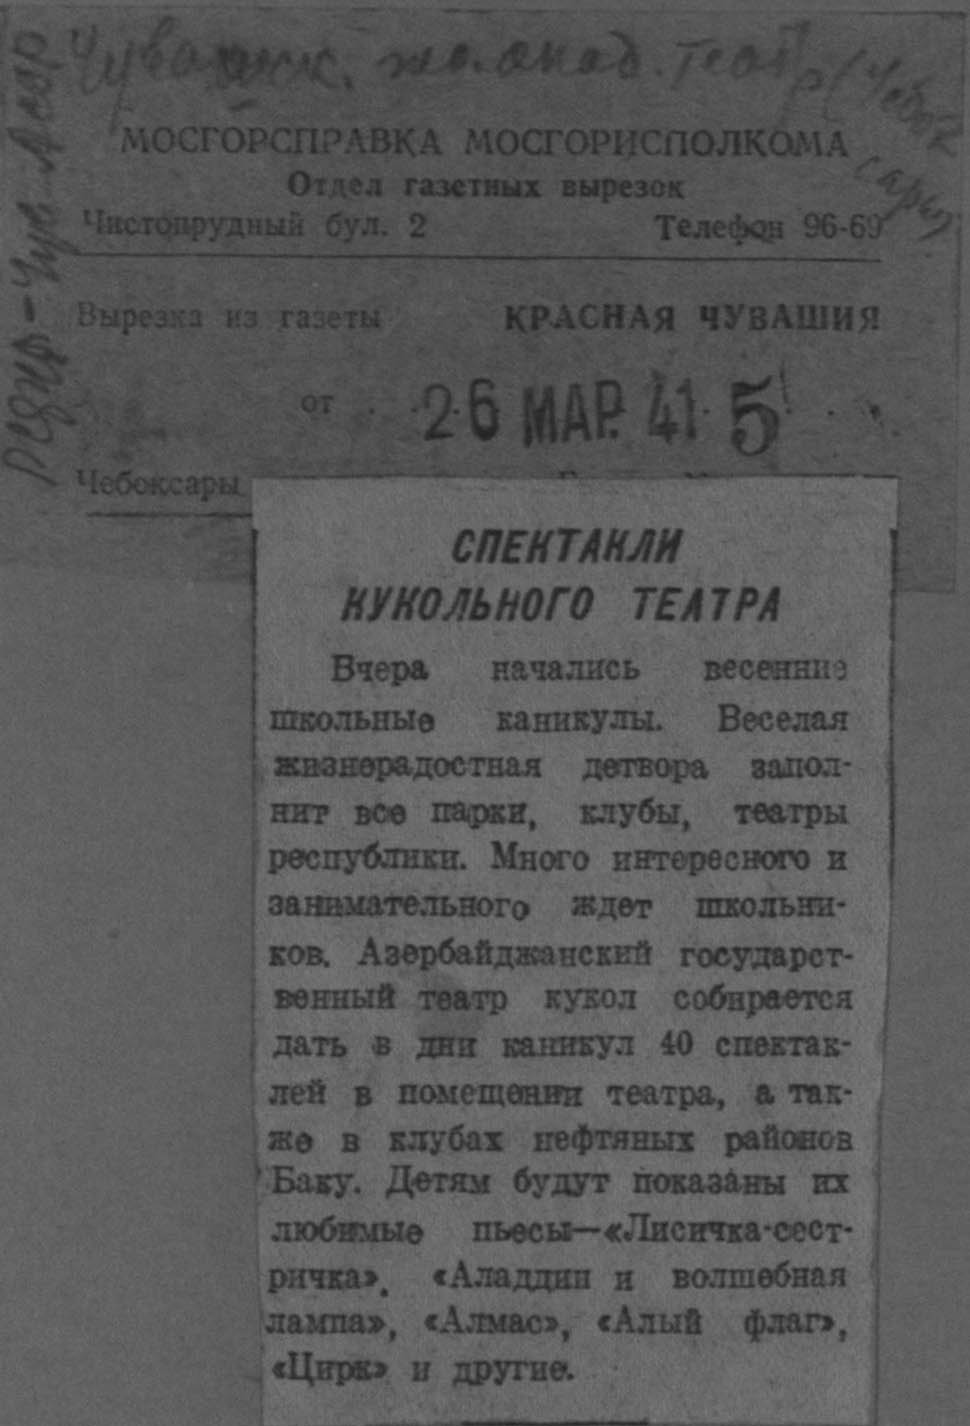 Чувашск. театр (Чебоксары)
МОСГОРСПРАВКА МОСГОРИСПОЛКОМА
Отдел газетных вырезок
Чистопрудный бул. 2 Телефон 96-69
Вырезка из газеты КРАСНАЯ ЧУВАШИЯ
от 26 МАР. 41 5
Чебоксары
СПЕКТАКЛИ
КУКОЛЬНОГО ТЕАТРА
Вчера начались весенние
школьные каникулы. Веселая
жизнерадостная детвора запол-
нит все парки, клубы, театры
республики. Много интересного и
занимательного ждет школьни-
ков. Азербайджанский государст-
венный театр кукол собирается
дать в дни каникул 40 спектак-
лей в помещении театра, а так-
же в клубах нефтяных районов
Баку. Детям будут показаны их
любимые пьесы—«Лисичка-сест-
ричка», «Аладдин и волшебная
лампа», «Алмас», «Алый флаг»,
«Цирк» и другие.